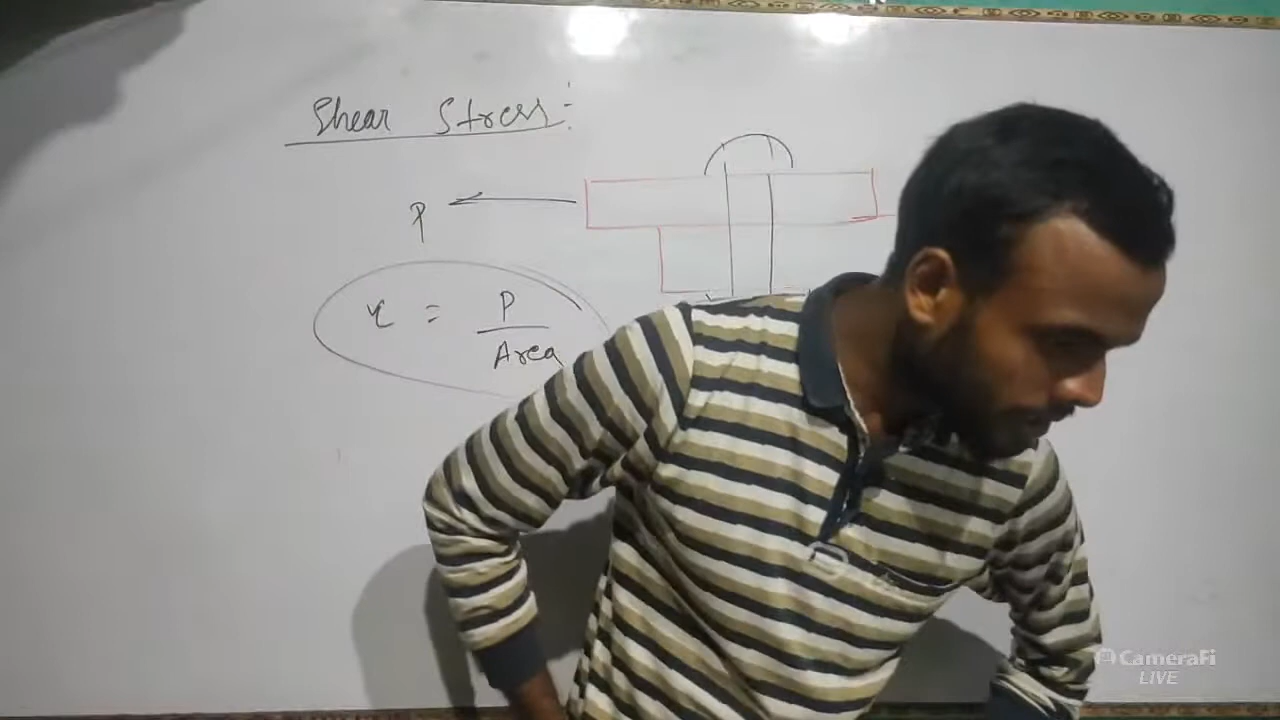 Shear Stress:
P
τ = P
Area
CameraFi
LIVE